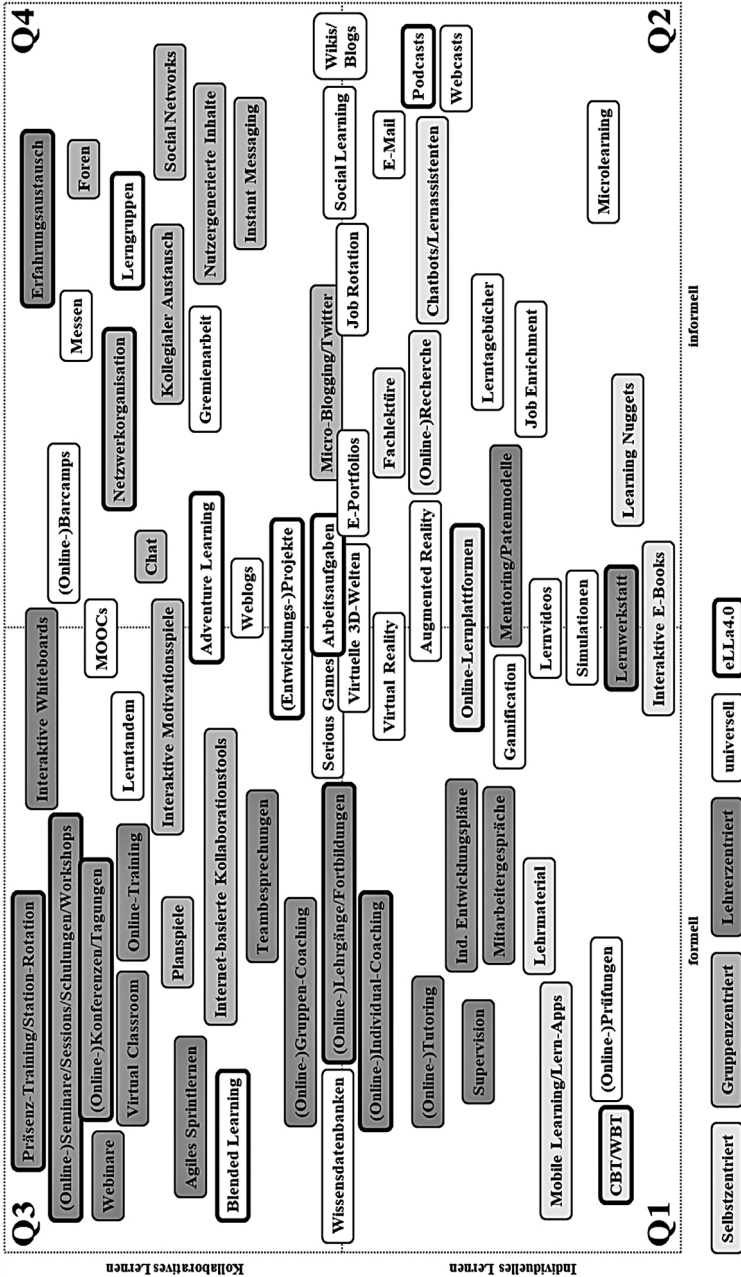 Q3
Q4
Präsenz-Training/Station-Rotation
Erfahrungsaustausch
(Online-)Seminare/Sessions/Schulungen/Workshops
Interaktive Whiteboards
(Online-)Barcamps
Messen
Foren
Webinare
(Online-)Konferenzen/Tagungen
MOOCs
Netzwerkorganisation
Lerngruppen
Virtual Classroom
Online-Training
Lerntandem
Chat
Kollegialer Austausch
Social Networks
Agiles Sprintlernen
Planspiele
Interaktive Motivationsspiele
Adventure Learning
Gremienarbeit
Nutzergenerierte Inhalte
Blended Learning
Internet-basierte Kollaborationstools
Weblogs
Instant Messaging
Teambesprechungen
(Entwicklungs-)Projekte
(Online-)Gruppen-Coaching
Serious Games
Arbeitsaufgaben
Micro-Blogging/Twitter
Wikis/
Blogs
Wissensdatenbanken
(Online-)Lehrgänge/Fortbildungen
Virtuelle 3D-Welten
E-Portfolios
Job Rotation
Social Learning
(Online-)Individual-Coaching
Virtual Reality
Fachlektüre
E-Mail
(Online-)Tutoring
Augmented Reality
(Online-)Recherche
Chatbots/Lernassistenten
Podcasts
Webcasts
Supervision
Ind. Entwicklungspläne
Online-Lernplattformen
Lerntagebücher
Mitarbeitergespräche
Gamification
Mentoring/Patenmodelle
Job Enrichment
Mobile Learning/Lern-Apps
Lehrmaterial
Lernvideos
Simulationen
CBT/WBT
(Online-)Prüfungen
Lernwerkstatt
Learning Nuggets
Microlearning
Interaktive E-Books
Q1
Q2
Kollaboratives Lernen
Individuelles Lernen
formell
informell
Selbstzentriert
Gruppenzentriert
Lehrerzentriert
universell
eLLa4.0